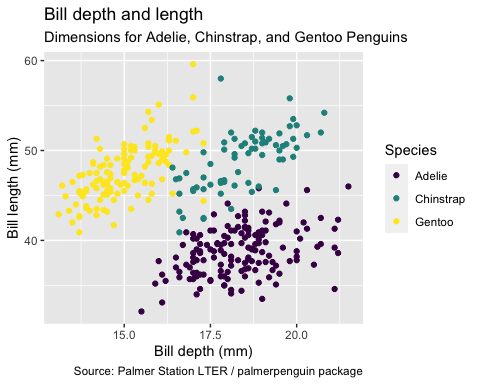 Bill depth and length
Dimensions for Adelie, Chinstrap, and Gentoo Penguins
60
50
40
Bill length (mm)
15.0 17.5 20.0
Bill depth (mm)
Species
Adelie
Chinstrap
Gentoo
Source: Palmer Station LTER / palmerpenguin package